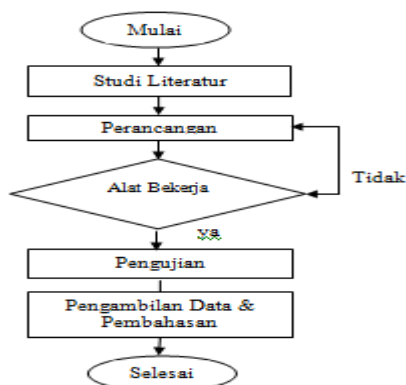 Mulai
Studi Literatur
Perancangan
Alat Bekerja
Tidak
ya
Pengujian
Pengambilan Data &
Pembahasan
Selesai